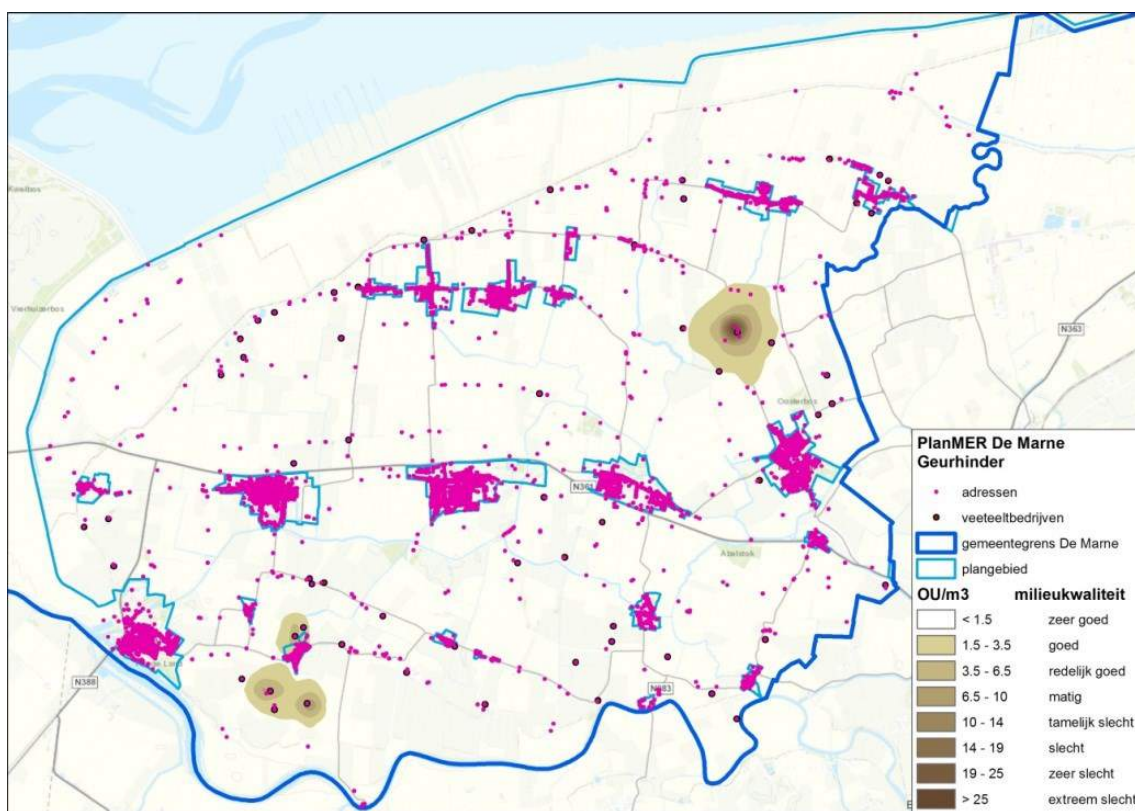 Vierhuizerbos
N363
Oosterbos
N361
Abelstok
N388
N983
PlanMER De Marne
Geurhinder
adressen
veeteeltbedrijven
gemeentegrens De Marne
plangebied
OU/m3 milieukwaliteit
< 1.5 zeer goed
1.5 - 3.5 goed
3.5 - 6.5 redelijk goed
6.5 - 10 matig
10 - 14 tamelijk slecht
14 - 19 slecht
19 - 25 zeer slecht
> 25 extreem slecht